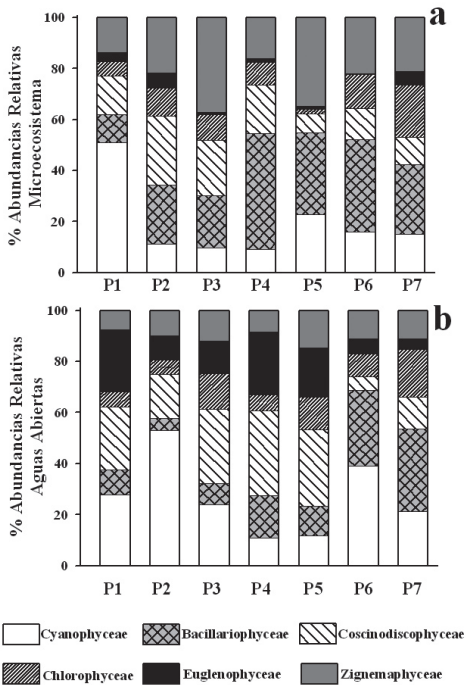 a
% Abundancias Relativas
Microecosistema
100
80
60
40
20
0
P1 P2 P3 P4 P5 P6 P7
b
% Abundancias Relativas
Aguas Abiertas
100
80
60
40
20
0
P1 P2 P3 P4 P5 P6 P7
Cyanophyceae Bacillariophyceae Coscinodiscophyceae
Chlorophyceae Euglenophyceae Zignemaphyceae